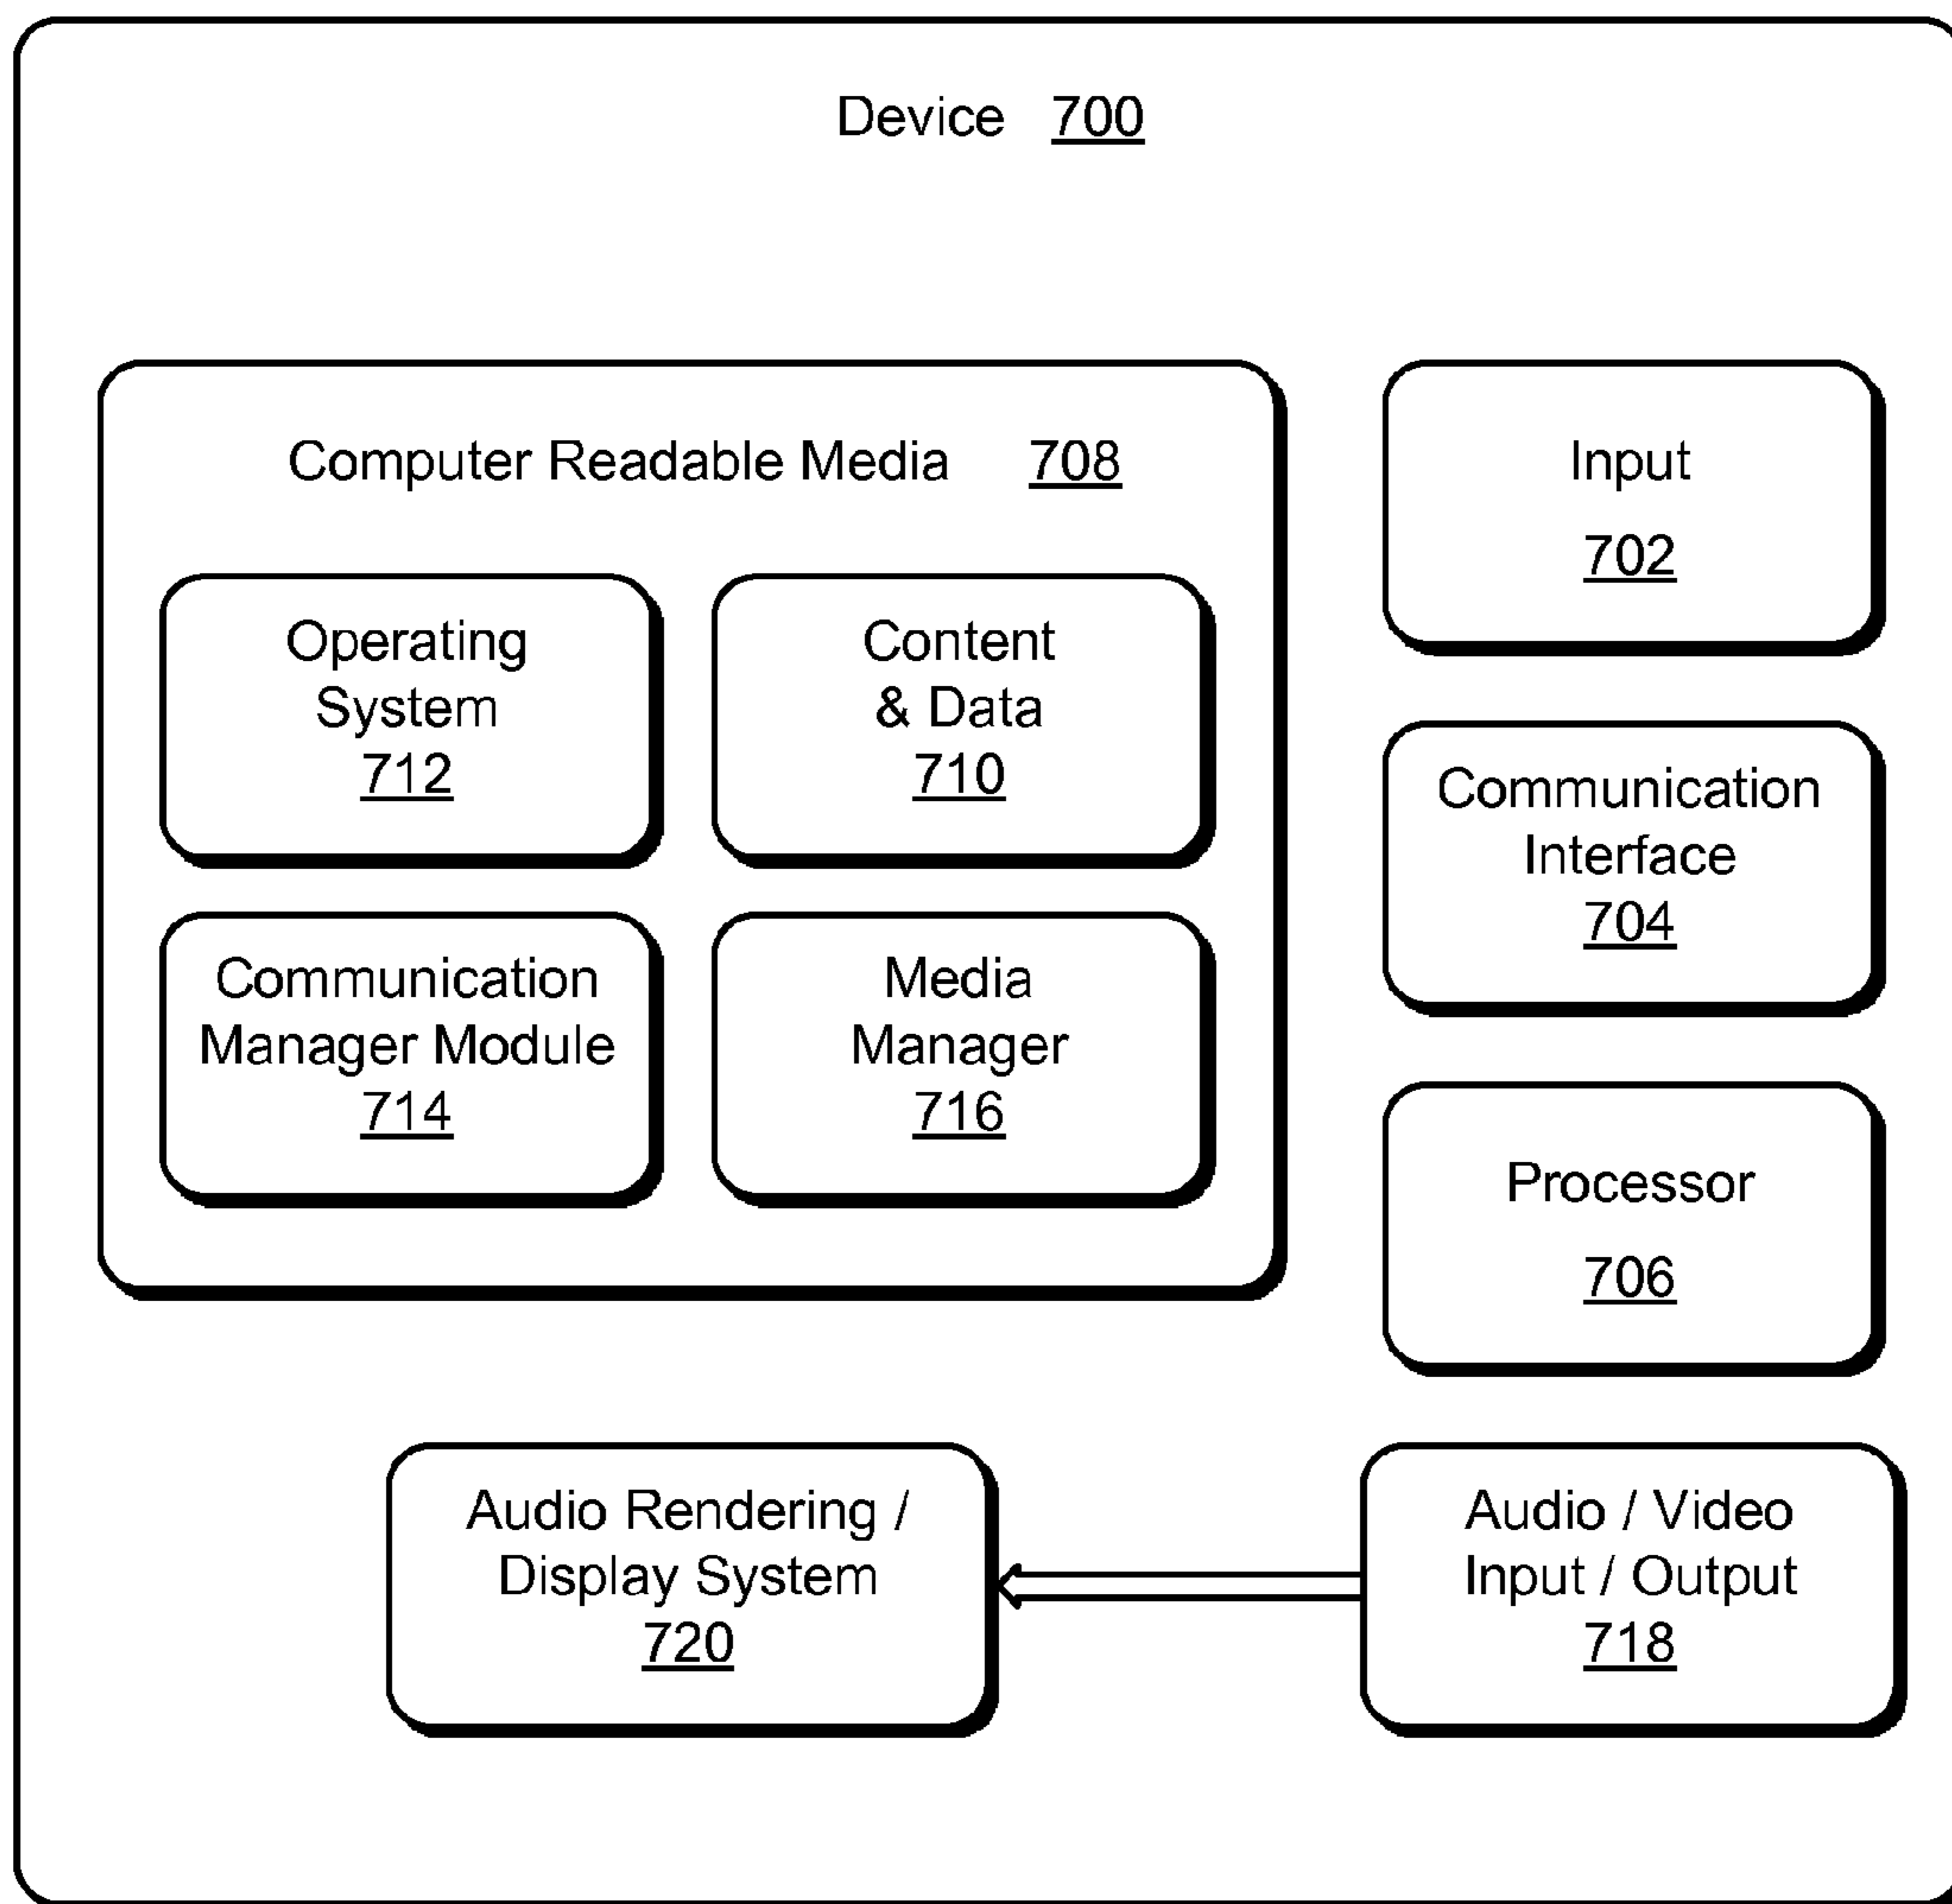 Device 700
Computer Readable Media 708
Operating
System
712
Content
& Data
710
Communication
Manager Module
714
Media
Manager
716
Input
702
Communication
Interface
704
Processor
706
Audio Rendering /
Display System
720
Audio / Video
Input / Output
718